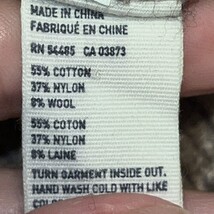 MADE IN CHINA
FABRIQUÉ EN CHINE
RN 54485 CA 03873
55% COTTON
37% NYLON
8% WOOL
55% COTON
37% NYLON
8% LAINE
TURN GARMENT INSIDE OUT.
HAND WASH COLD WITH LIKE